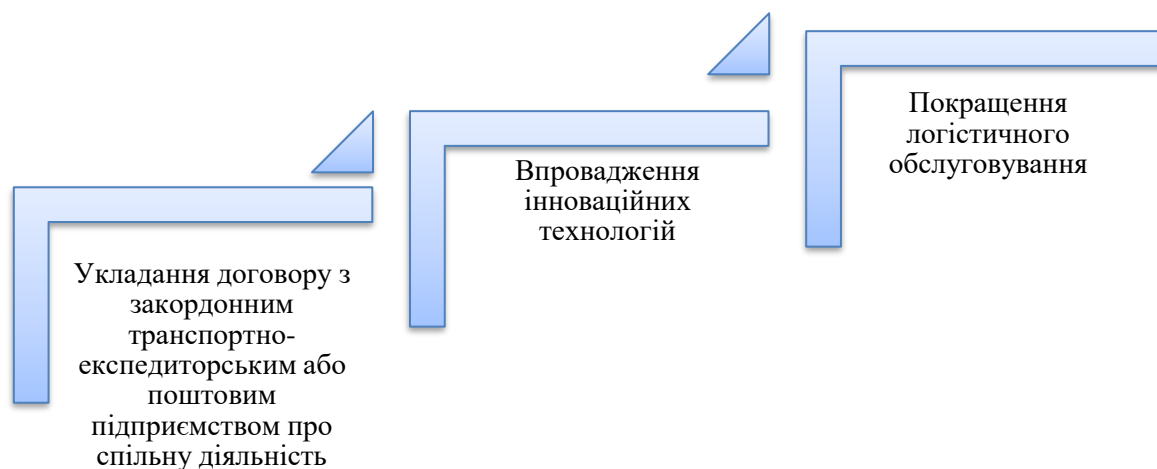 Укладання договору з
закордонним
транспортно-
експедиторським або
поштовим
підприємством про
спільну діяльність
Впровадження
інноваційних
технологій
Покращення
логістичного
обслуговування